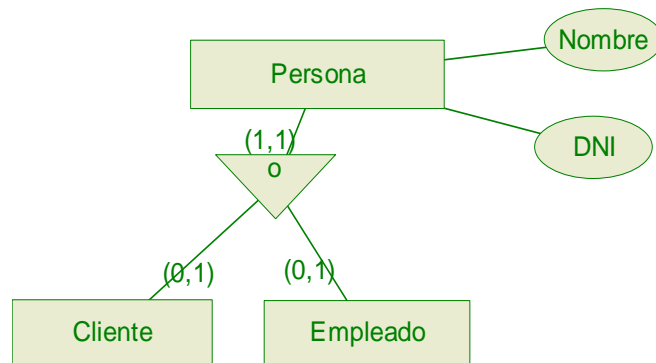 Nombre
Persona
DNI
(1,1)
o
(0,1)
(0,1)
Cliente
Empleado